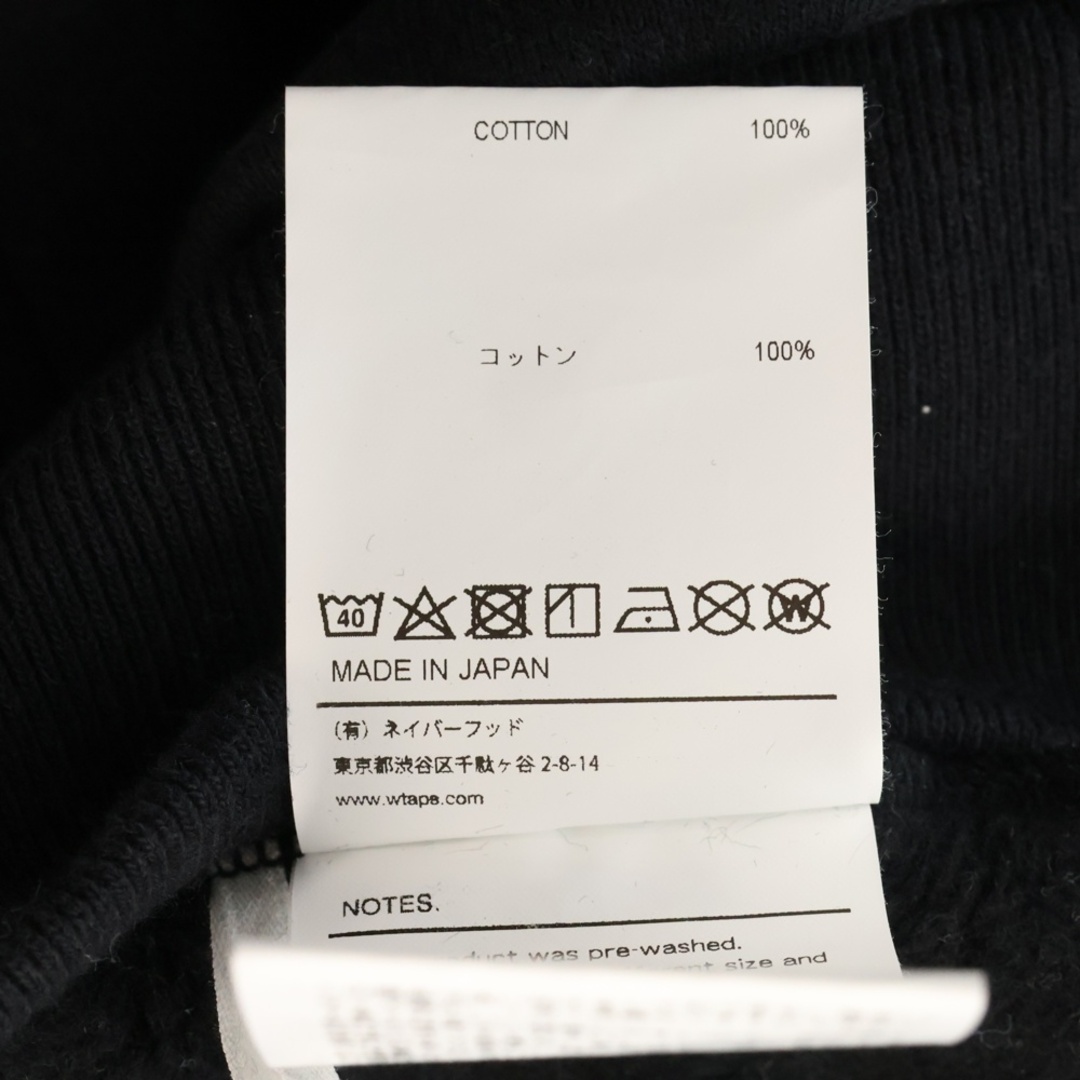 COTTON 100%
コットン 100%
40
W
MADE IN JAPAN
(有) ネイバーフッド
東京都渋谷区千駄ヶ谷 2-8-14
www.wtaps.com
NOTES.
was pre-washed.
size and